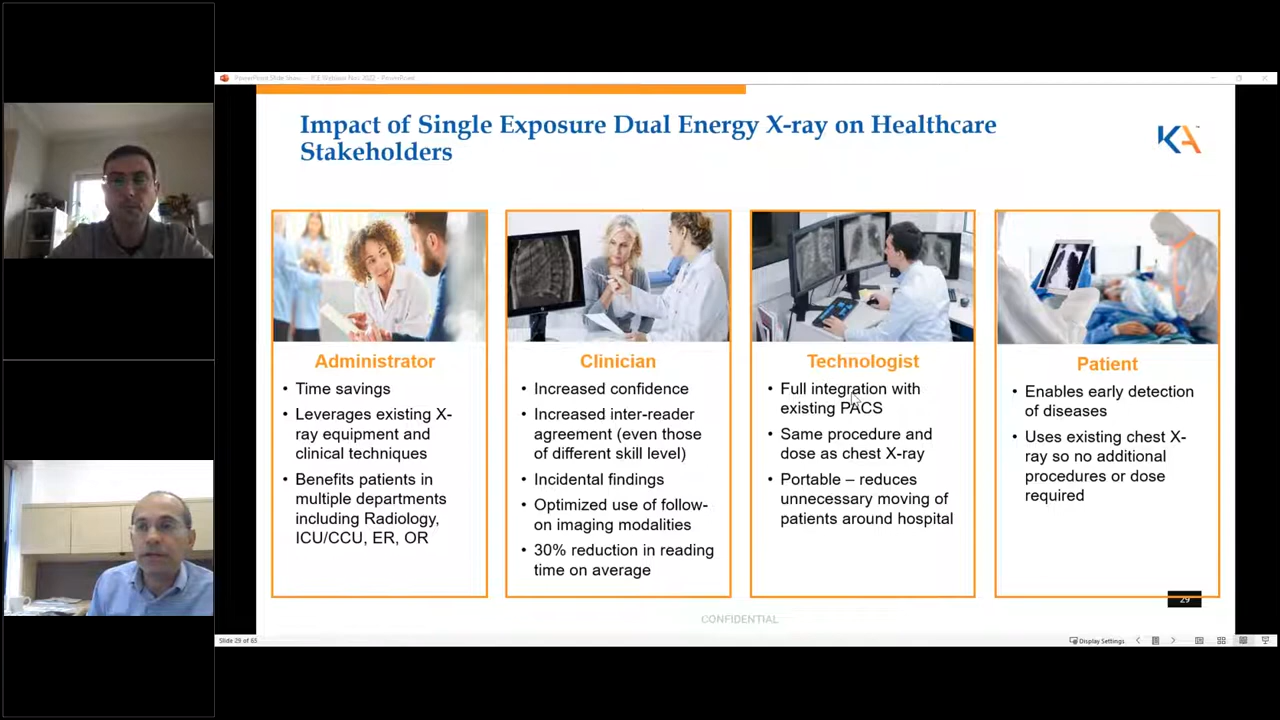 PowerPoint Slide Show - ICE Webinar Nov 2022 - PowerPoint
Impact of Single Exposure Dual Energy X-ray on Healthcare
Stakeholders
KA
Administrator
• Time savings
• Leverages existing X-
ray equipment and
clinical techniques
• Benefits patients in
multiple departments
including Radiology,
ICU/CCU, ER, OR
Clinician
• Increased confidence
• Increased inter-reader
agreement (even those
of different skill level)
• Incidental findings
• Optimized use of follow-
on imaging modalities
• 30% reduction in reading
time on average
Technologist
• Full integration with
existing PACS
• Same procedure and
dose as chest X-ray
• Portable – reduces
unnecessary moving of
patients around hospital
Patient
• Enables early detection
of diseases
• Uses existing chest X-
ray so no additional
procedures or dose
required
29
CONFIDENTIAL
Slide 29 of 65
Display Settings